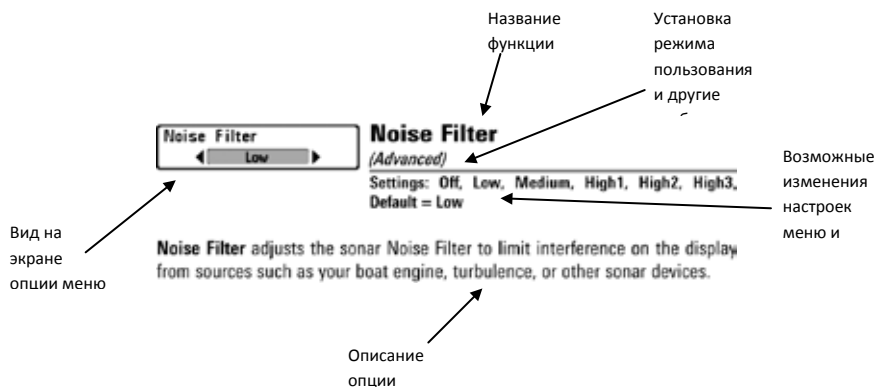 Название
функции
Установка
режима
пользования
и другие
Noise Filter
Low
Noise Filter
(Advanced)
Settings: Off, Low, Medium, High1, High2, High3,
Default = Low
Возможные
изменения
настроек
меню и
Вид на
экране
опции меню
Noise Filter adjusts the sonar Noise Filter to limit interference on the display
from sources such as your boat engine, turbulence, or other sonar devices.
Описание
опции